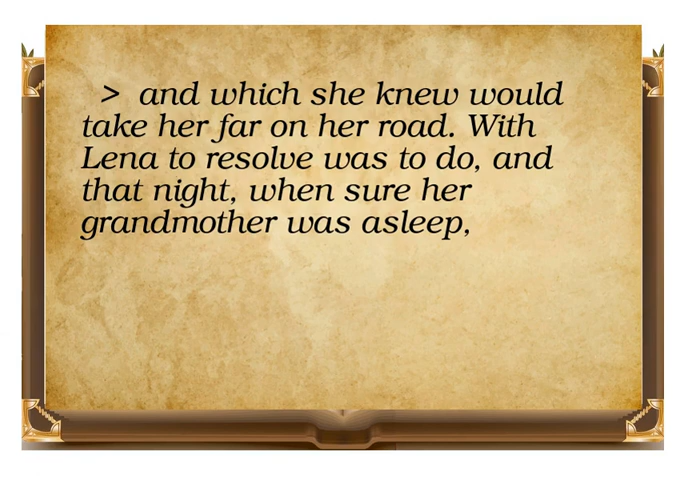 > and which she knew would
take her far on her road. With
Lena to resolve was to do, and
that night, when sure her
grandmother was asleep,